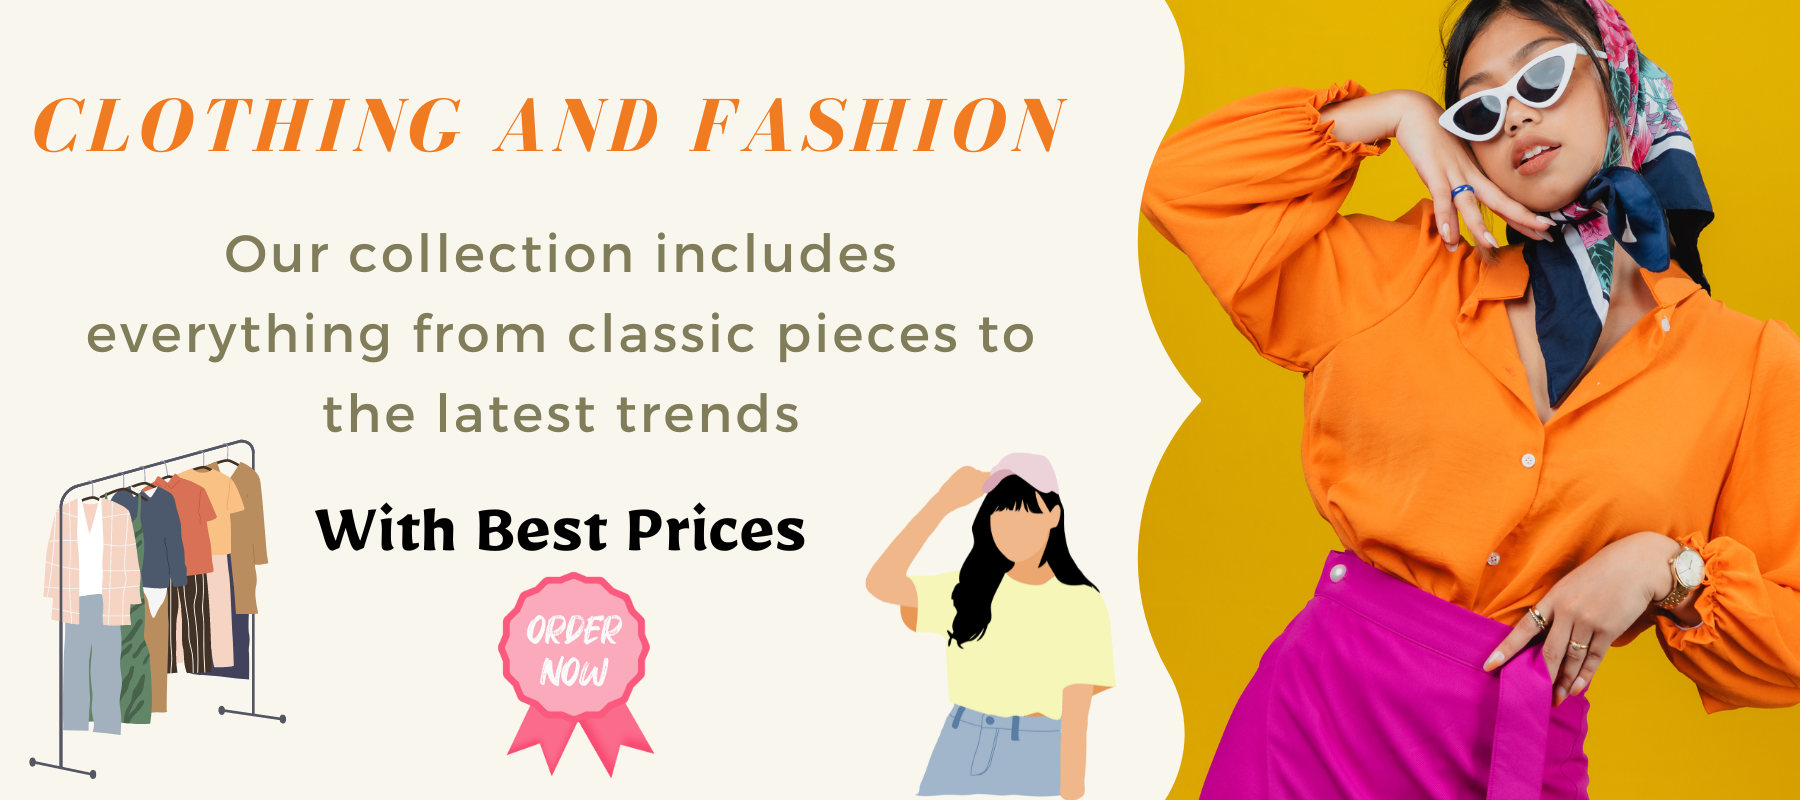 CLOTHING AND FASHION
Our collection includes
everything from classic pieces to
the latest trends
With Best Prices
ORDER
NOW